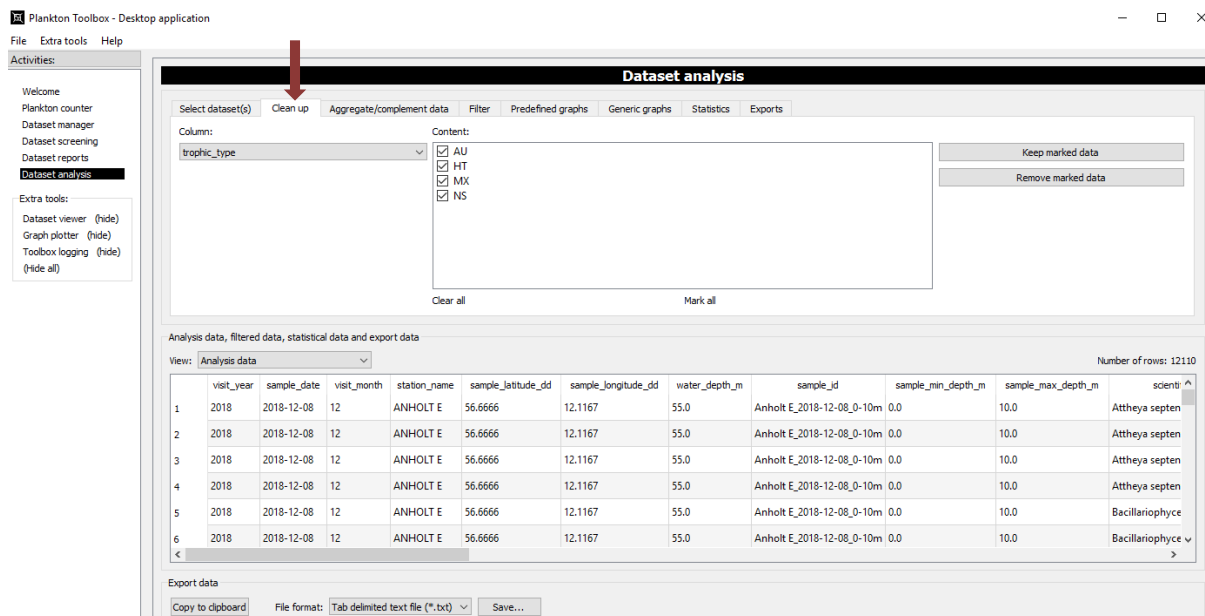 Plankton Toolbox - Desktop application
File Extra tools Help
Activities:
Welcome
Plankton counter
Dataset manager
Dataset screening
Dataset reports
Dataset analysis
Extra tools:
Dataset viewer (hide)
Graph plotter (hide)
Toolbox logging (hide)
(Hide all)
Dataset analysis
Select dataset(s) Clean up Aggregate/complement data Filter Predefined graphs Generic graphs Statistics Exports
Column: Content:
trophic_type
AU
HT
MX
NS
Keep marked data
Remove marked data
Clear all Mark all
Analysis data, filtered data, statistical data and export data
View: Analysis data Number of rows: 12110
visit_year sample_date visit_month station_name sample_latitude_dd sample_longitude_dd water_depth_m sample_id sample_min_depth_m sample_max_depth_m scienti
1 2018 2018-12-08 12 ANHOLT E 56.6666 12.1167 55.0 Anholt E_2018-12-08_0-10m 0.0 10.0 Attheya septen
2 2018 2018-12-08 12 ANHOLT E 56.6666 12.1167 55.0 Anholt E_2018-12-08_0-10m 0.0 10.0 Attheya septen
3 2018 2018-12-08 12 ANHOLT E 56.6666 12.1167 55.0 Anholt E_2018-12-08_0-10m 0.0 10.0 Attheya septen
4 2018 2018-12-08 12 ANHOLT E 56.6666 12.1167 55.0 Anholt E_2018-12-08_0-10m 0.0 10.0 Attheya septen
5 2018 2018-12-08 12 ANHOLT E 56.6666 12.1167 55.0 Anholt E_2018-12-08_0-10m 0.0 10.0 Bacillariophyce
6 2018 2018-12-08 12 ANHOLT E 56.6666 12.1167 55.0 Anholt E_2018-12-08_0-10m 0.0 10.0 Bacillariophyce
Export data
Copy to clipboard File format: Tab delimited text file (*.txt) Save...